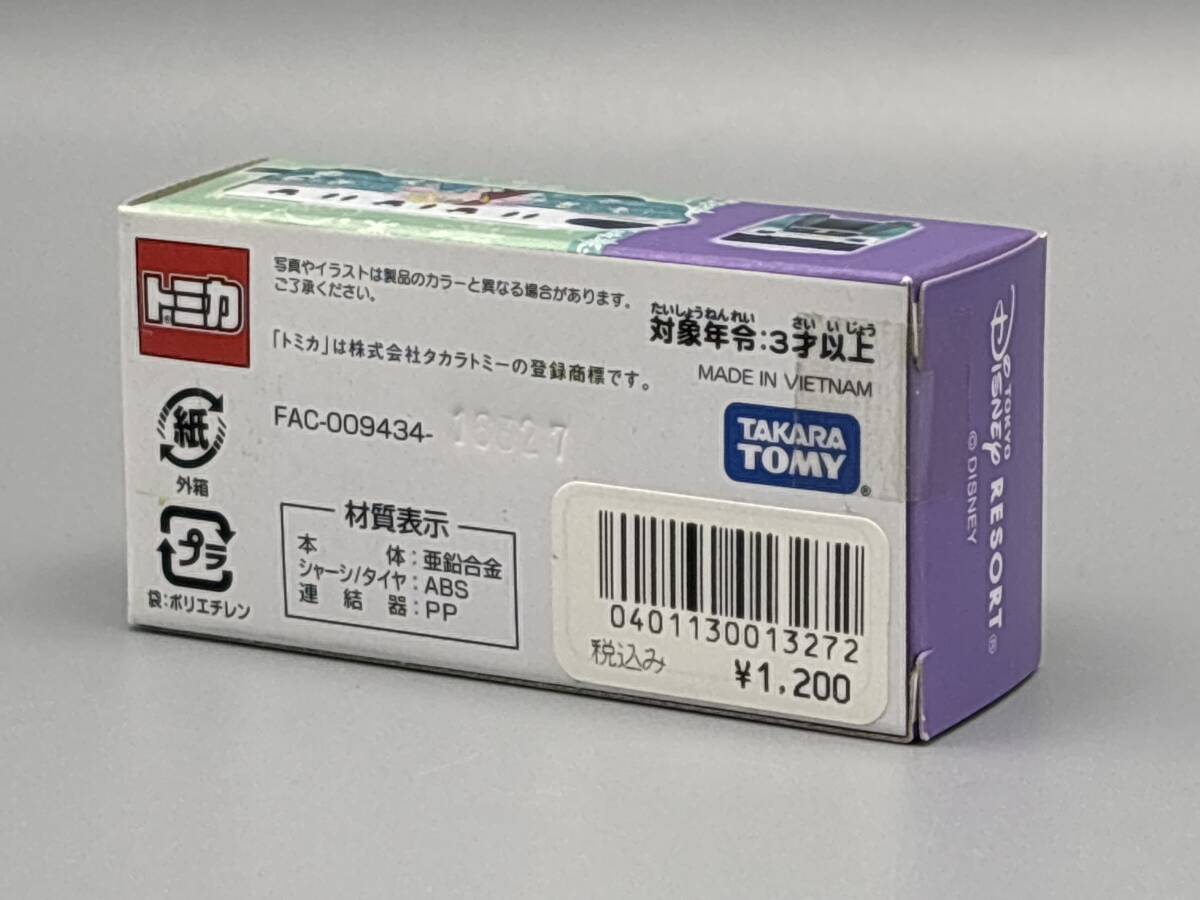 トミカ
®
写真やイラストは製品のカラーと異なる場合があります。
ご了承ください。
「トミカ」は株式会社タカラトミーの登録商標です。
FAC-009434-
たいしょうねんれい さい いじょう
対象年令:3才以上
MADE IN VIETNAM
TAKARA
TOMY
®
紙
外箱
プラ
袋:ポリエチレン
材質表示
本体:亜鉛合金
シャーシ/タイヤ:ABS
連結器:PP
0401130013272
税込み
¥1,200
TOKYO
DISNEY RESORT®
© DISNEY